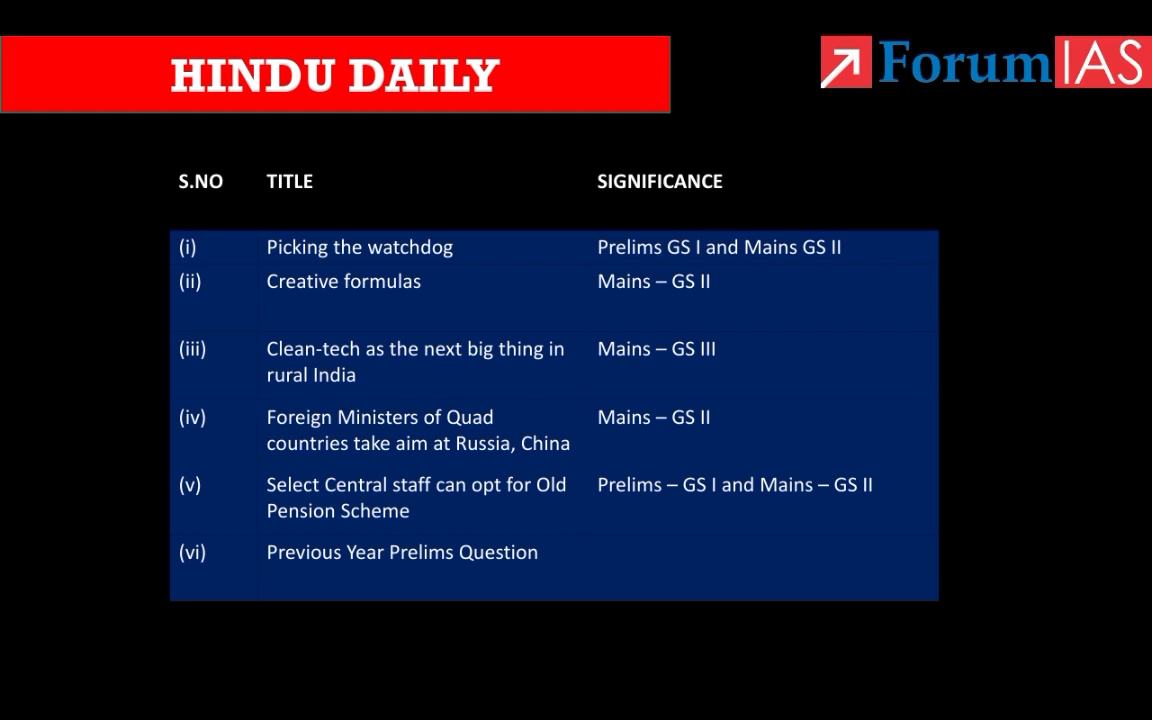 HINDU DAILY
ForumIAS
S.NO TITLE SIGNIFICANCE
(i) Picking the watchdog Prelims GS I and Mains GS II
(ii) Creative formulas Mains – GS II
(iii) Clean-tech as the next big thing in Mains – GS III
rural India
(iv) Foreign Ministers of Quad Mains – GS II
countries take aim at Russia, China
(v) Select Central staff can opt for Old Prelims – GS I and Mains – GS II
Pension Scheme
(vi) Previous Year Prelims Question